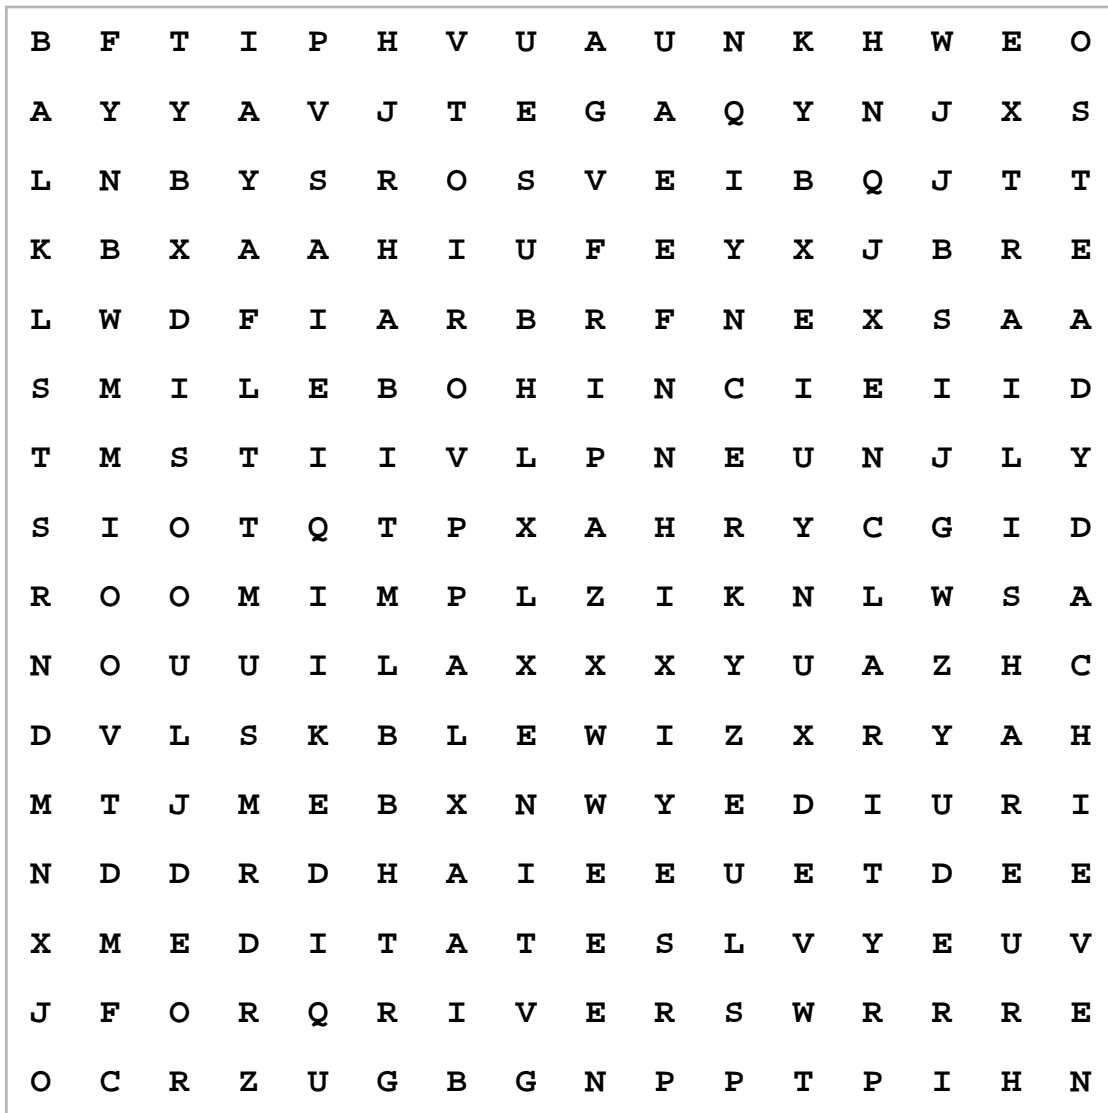 B F T I P H V U A U N K H W E O
A Y Y A V J T E G A Q Y N J X S
L N B Y S R O S V E I B Q J T T
K B X A A H I U F E Y X J B R E
L W D F I A R B R F N E X S A A
S M I L E B O H I N C I E I I D
T M S T I I V L P N E U N J L Y
S I O T Q T P X A H R Y C G I D
R O O M I M P L Z I K N L W S A
N O U U I L A X X X Y U A Z H C
D V L S K B L E W I Z X R Y A H
M T J M E B X N W Y E D I U R I
N D D R D H A I E E U E T D E E
X M E D I T A T E S L V Y E U V
J F O R Q R I V E R S W R R R E
O C R Z U G B G N P P T P I H N